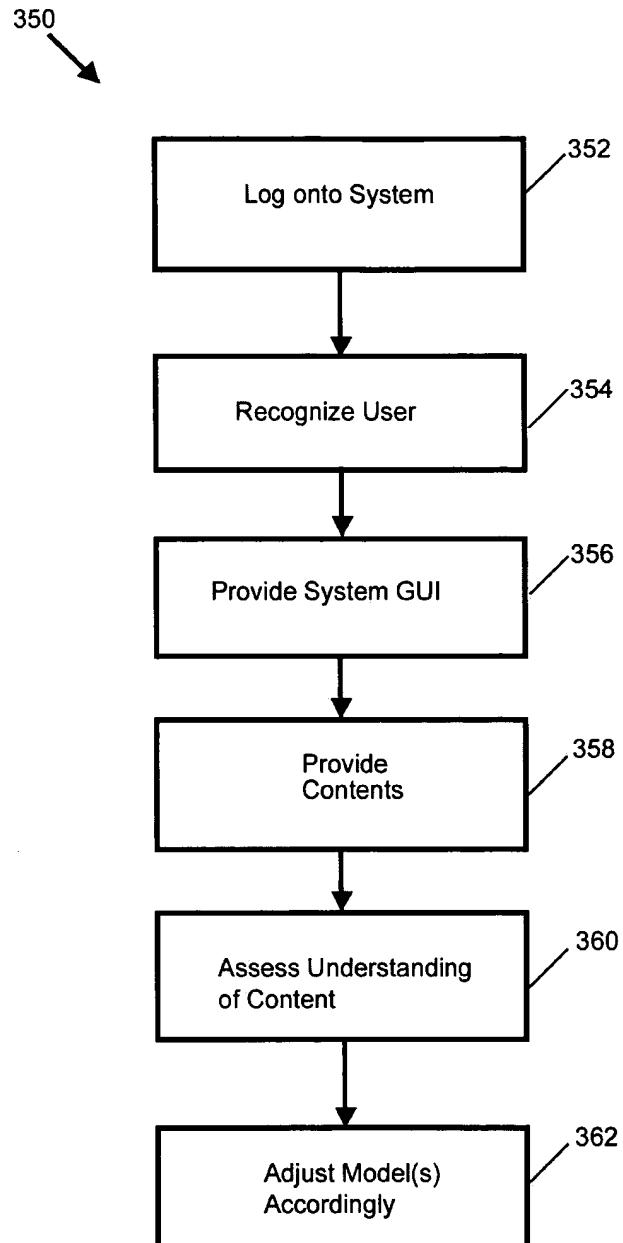 350
352
Log onto System
354
Recognize User
356
Provide System GUI
358
Provide
Contents
360
Assess Understanding
of Content
362
Adjust Model(s)
Accordingly